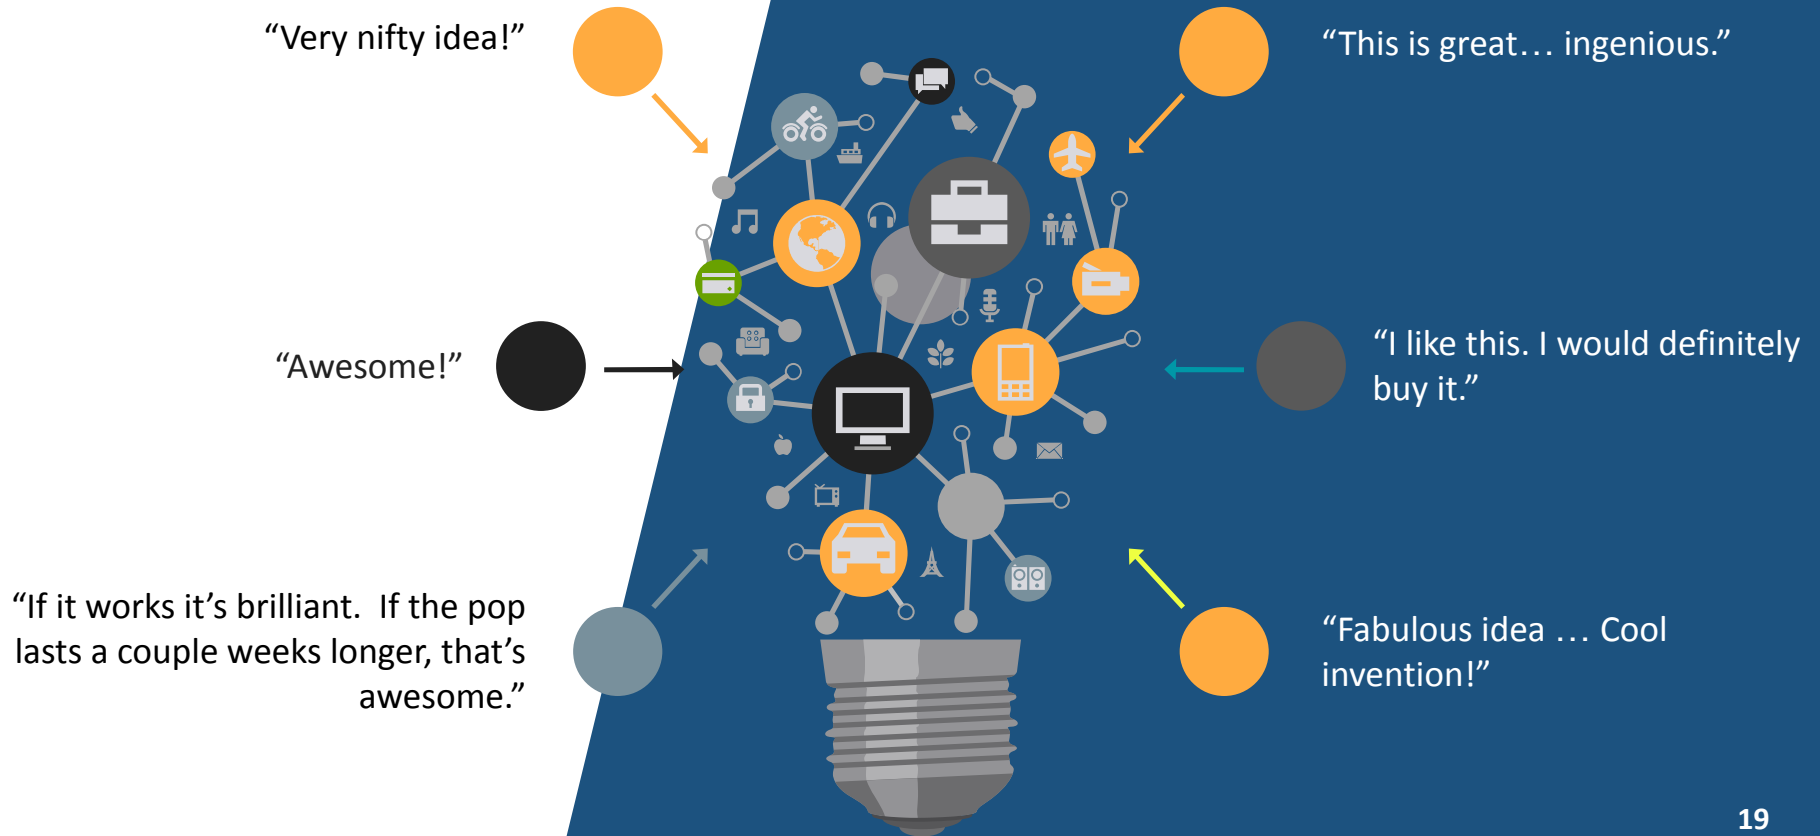 “Very nifty idea!”
“This is great… ingenious.”
“Awesome!”
“I like this. I would definitely
buy it.”
“If it works it’s brilliant.  If the pop
lasts a couple weeks longer, that’s
awesome.”
“Fabulous idea … Cool
invention!”
19